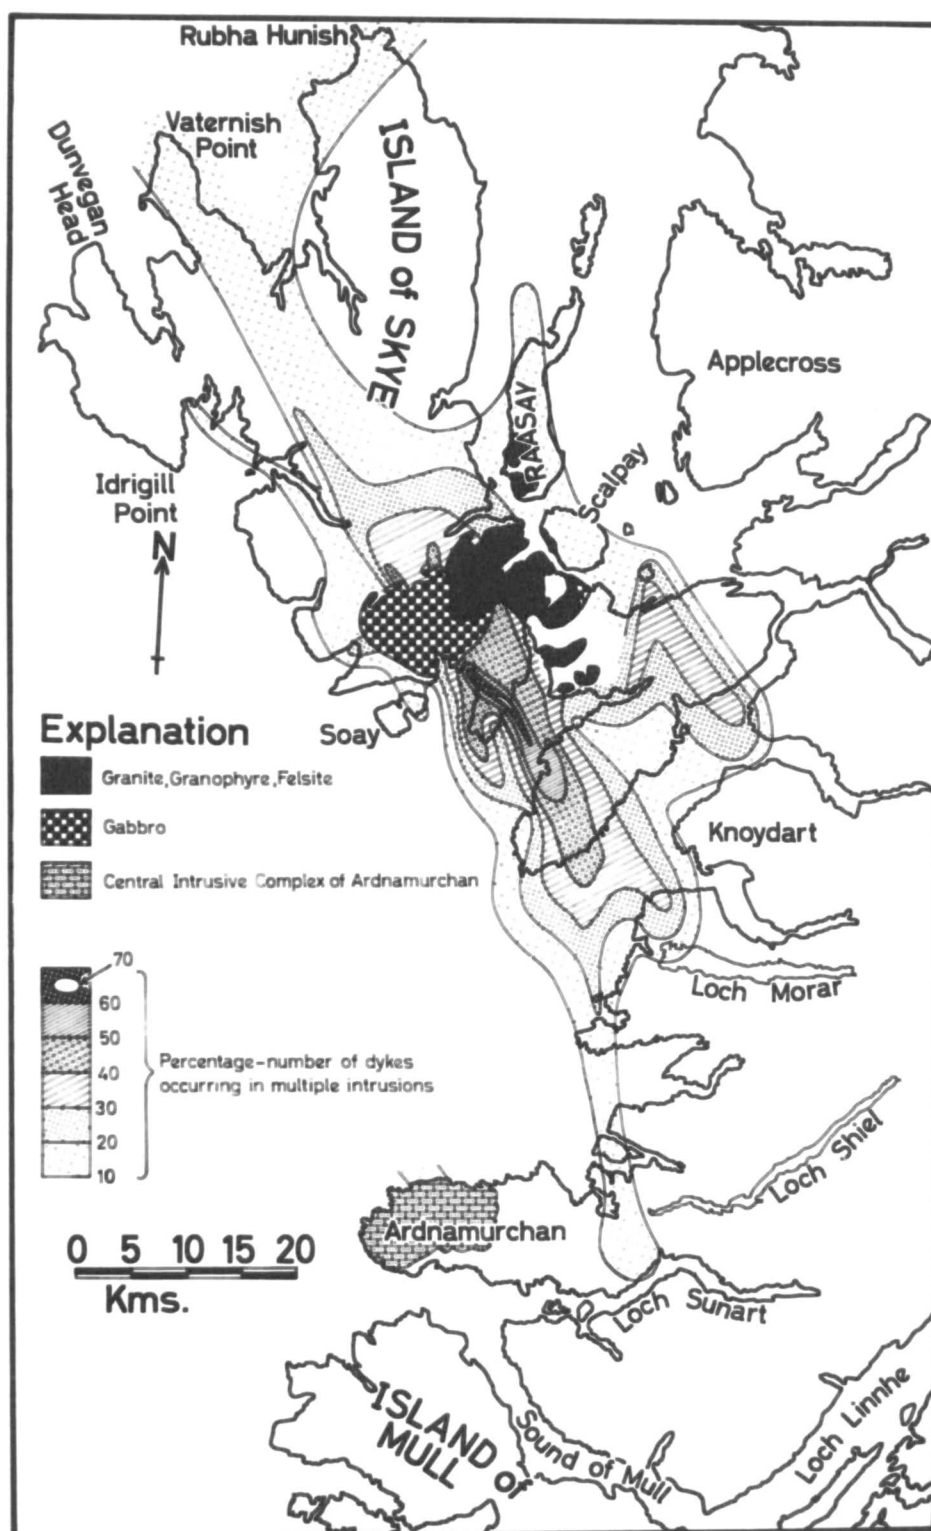 Rubha Hunish
Vaternish
Point
Dunvegan
Head
ISLAND of SKYE
Applecross
RAASAY
Scalpay
Idrigill
Point
N
Soay
Explanation
Granite, Granophyre, Felsite
Gabbro
Central Intrusive Complex of Ardnamurchan
Knoydart
Loch Morar
70
60
50
40
30
20
10
Percentage-number of dykes
occurring in multiple intrusions
Loch Shiel
Ardnamurchan
0 5 10 15 20
Kms.
Loch Sunart
ISLAND of
MULL
Sound of Mull
Loch Linnhe